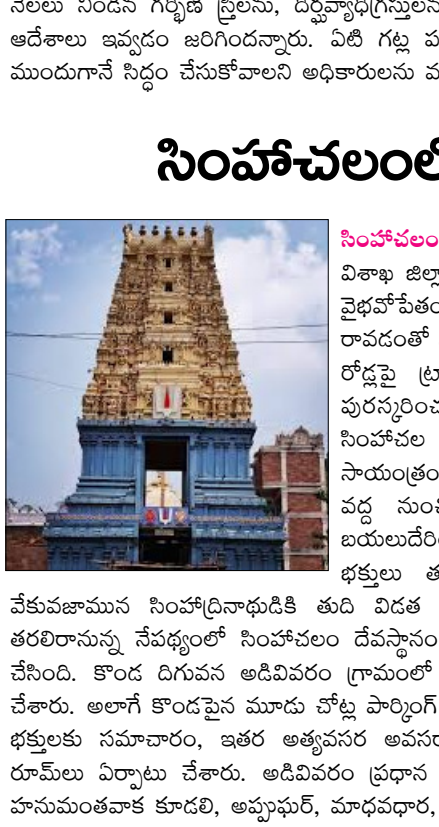 నెలలు నిండిన గర్భిణీ స్త్రీలను, దీర్ఘవ్యాధిగ్రస్తులను
ఆదేశాలు ఇవ్వడం జరిగిందన్నారు. ఏటి గట్ల ప
ముందుగానే సిద్ధం చేసుకోవాలని అధికారులను
సింహాచలంలో
సింహాచలం
విశాఖ జిల్లా
వైభవోపేతం
రావడంతో
రోడ్లపై ట్రా
పురస్కరించు
సింహాచల
సాయంత్రం
వద్ద నుంచి
బయలుదేరిం
భక్తులు త
వేకువజామున సింహాద్రినాథుడికి తుది విడత
తరలిరానున్న నేపథ్యంలో సింహాచలం దేవస్థానం
చేసింది. కొండ దిగువన అడివివరం గ్రామంలో
చేశారు. అలాగే కొండపైన మూడు చోట్ల పార్కింగ్
భక్తులకు సమాచారం, ఇతర అత్యవసర అవసర
రూమ్‌లు ఏర్పాటు చేశారు. అడివివరం ప్రధాన
హనుమంతవాక కూడలి, అప్పుఘర్, మాధవధార,